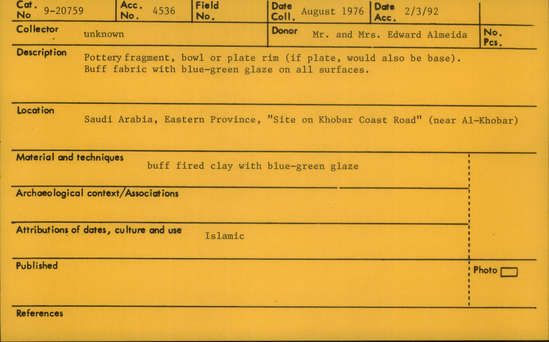 Cat. No 9-20759 Acc. No. 4536 Field No. Date Coll. August 1976 Date Acc. 2/3/92
Collector unknown Donor Mr. and Mrs. Edward Almeida No. Pcs.
Description Pottery fragment, bowl or plate rim (if plate, would also be base).
Buff fabric with blue-green glaze on all surfaces.
Location
Saudi Arabia, Eastern Province, "Site on Khobar Coast Road" (near Al-Khobar)
Material and techniques buff fired clay with blue-green glaze
Archaeological context/Associations
Attributions of dates, culture and use Islamic
Published Photo
References